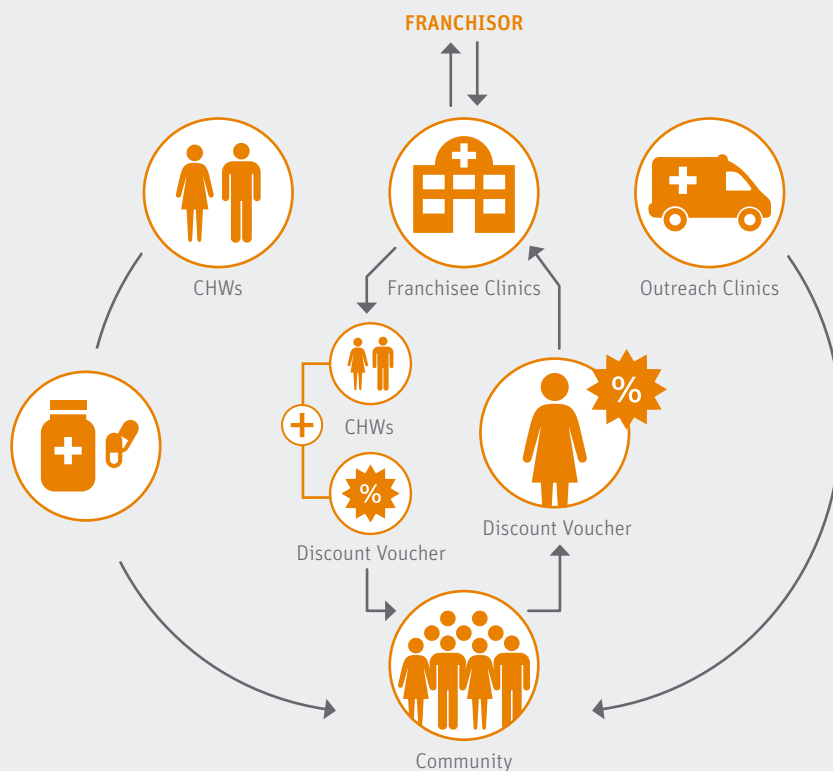 FRANCHISOR
CHWs
Franchisee Clinics
Outreach Clinics
%
CHWs
%
Discount Voucher
Discount Voucher
Community